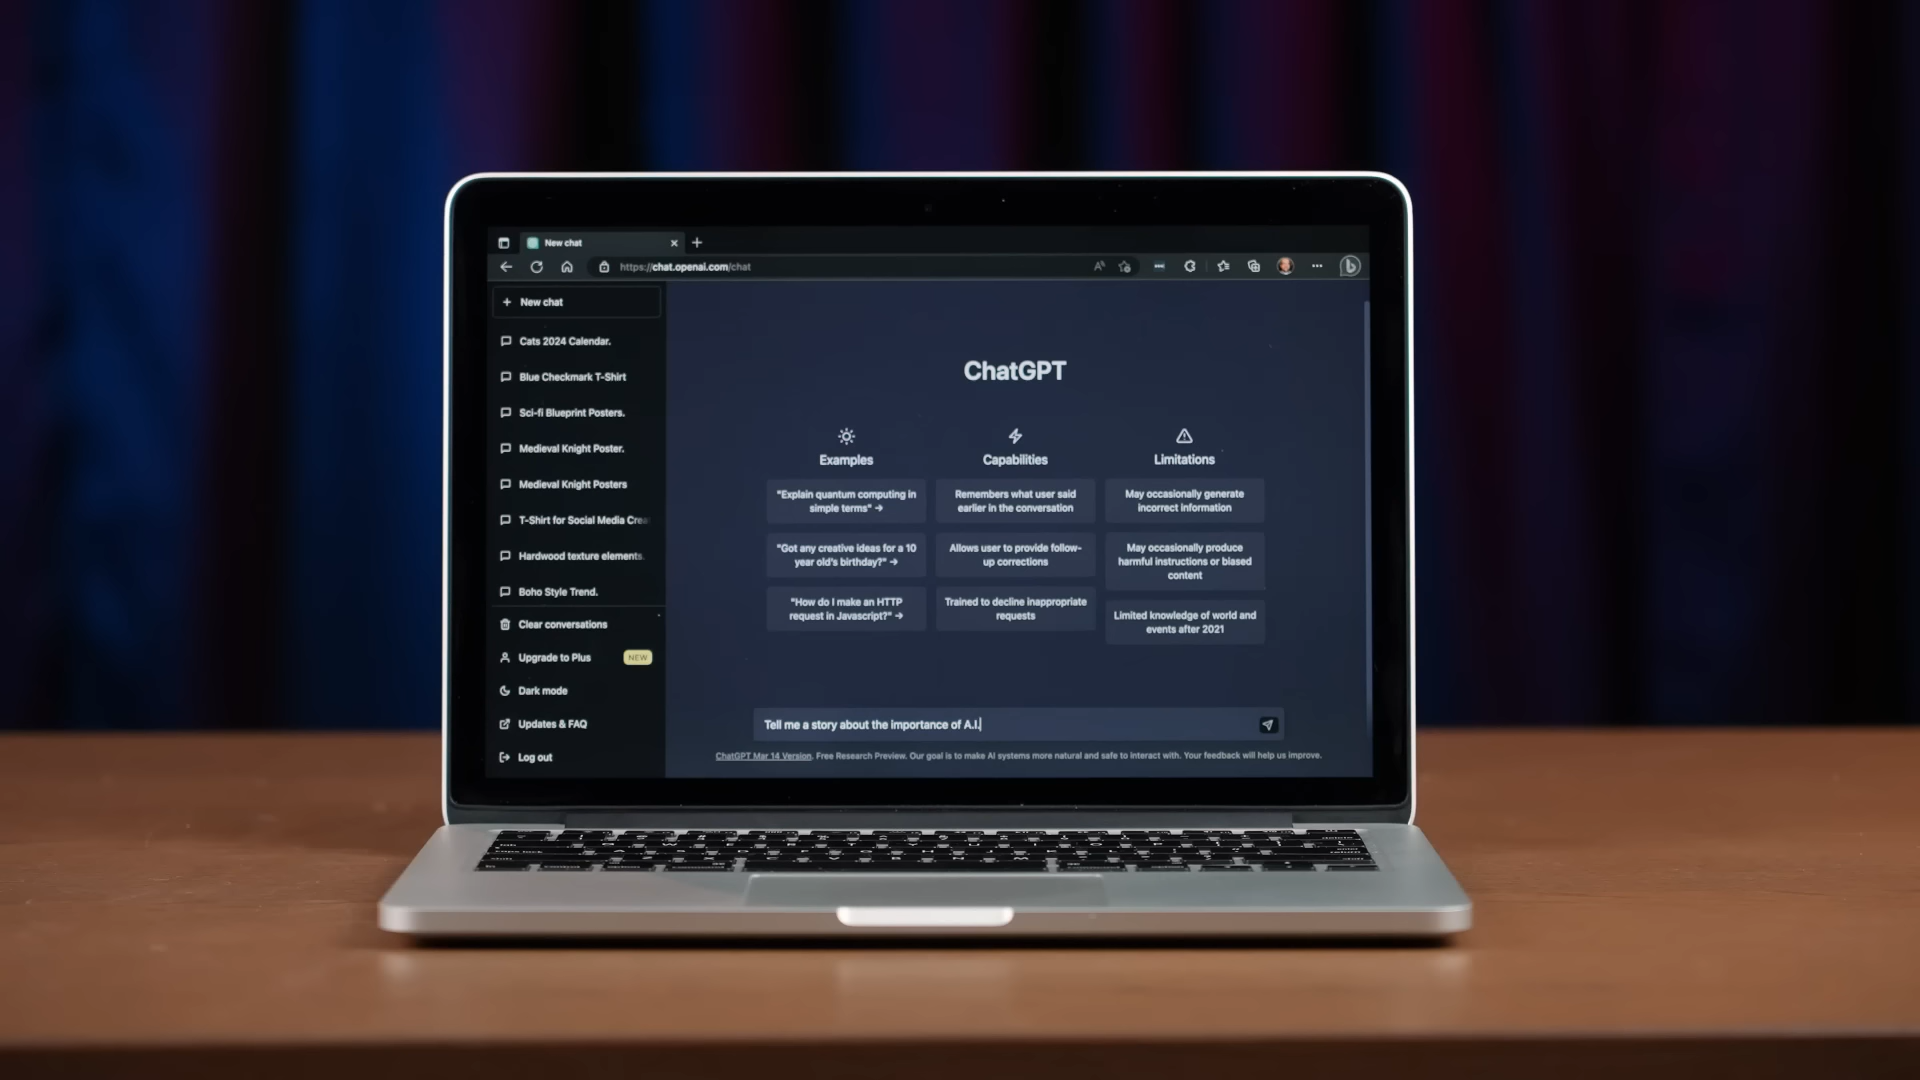 New chat
https://chat.openai.com/chat
New chat
Cats 2024 Calendar.
Blue Checkmark T-Shirt
Sci-fi Blueprint Posters.
Medieval Knight Poster.
Medieval Knight Posters
T-Shirt for Social Media Crea
Hardwood texture elements.
Boho Style Trend.
Clear conversations
Upgrade to Plus
NEW
Dark mode
Updates & FAQ
Log out
ChatGPT
Examples
"Explain quantum computing in
simple terms" →
"Got any creative ideas for a 10
year old's birthday?" →
"How do I make an HTTP
request in Javascript?" →
Capabilities
Remembers what user said
earlier in the conversation
Allows user to provide follow-
up corrections
Trained to decline inappropriate
requests
Limitations
May occasionally generate
incorrect information
May occasionally produce
harmful instructions or biased
content
Limited knowledge of world and
events after 2021
Tell me a story about the importance of A.I.
ChatGPT Mar 14 Version. Free Research Preview. Our goal is to make AI systems more natural and safe to interact with. Your feedback will help us improve.